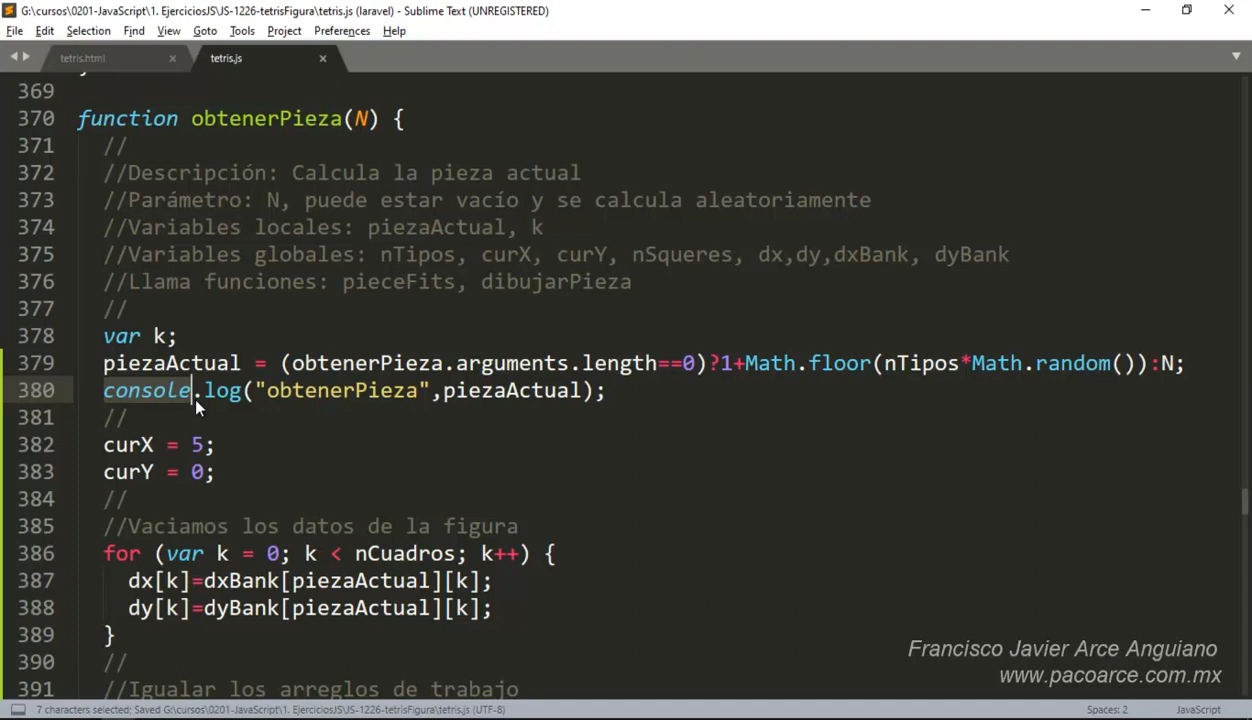 G:\cursos\0201-JavaScript\1. EjerciciosJS\JS-1226-tetrisFigura\tetris.js (laravel) - Sublime Text (UNREGISTERED)
File Edit Selection Find View Goto Tools Project Preferences Help
tetris.html tetris.js
369
370 function obtenerPieza(N) {
371 //
372 //Descripción: Calcula la pieza actual
373 //Parámetro: N, puede estar vacío y se calcula aleatoriamente
374 //Variables locales: piezaActual, k
375 //Variables globales: nTipos, curX, curY, nSqueres, dx,dy,dxBank, dyBank
376 //Llama funciones: pieceFits, dibujarPieza
377 //
378 var k;
379 piezaActual = (obtenerPieza.arguments.length==0)?1+Math.floor(nTipos*Math.random()):N;
380 console.log("obtenerPieza",piezaActual);
381 //
382 curX = 5;
383 curY = 0;
384 //
385 //Vaciamos los datos de la figura
386 for (var k = 0; k < nCuadros; k++) {
387 dx[k]=dxBank[piezaActual][k];
388 dy[k]=dyBank[piezaActual][k];
389 }
390 //
391 //Igualar los arreglos de trabajo
Francisco Javier Arce Anguiano
www.pacoarce.com.mx
7 characters selected; Saved G:\cursos\0201-JavaScript\1. EjerciciosJS\JS-1226-tetrisFigura\tetris.js (UTF-8) Spaces: 2 JavaScript